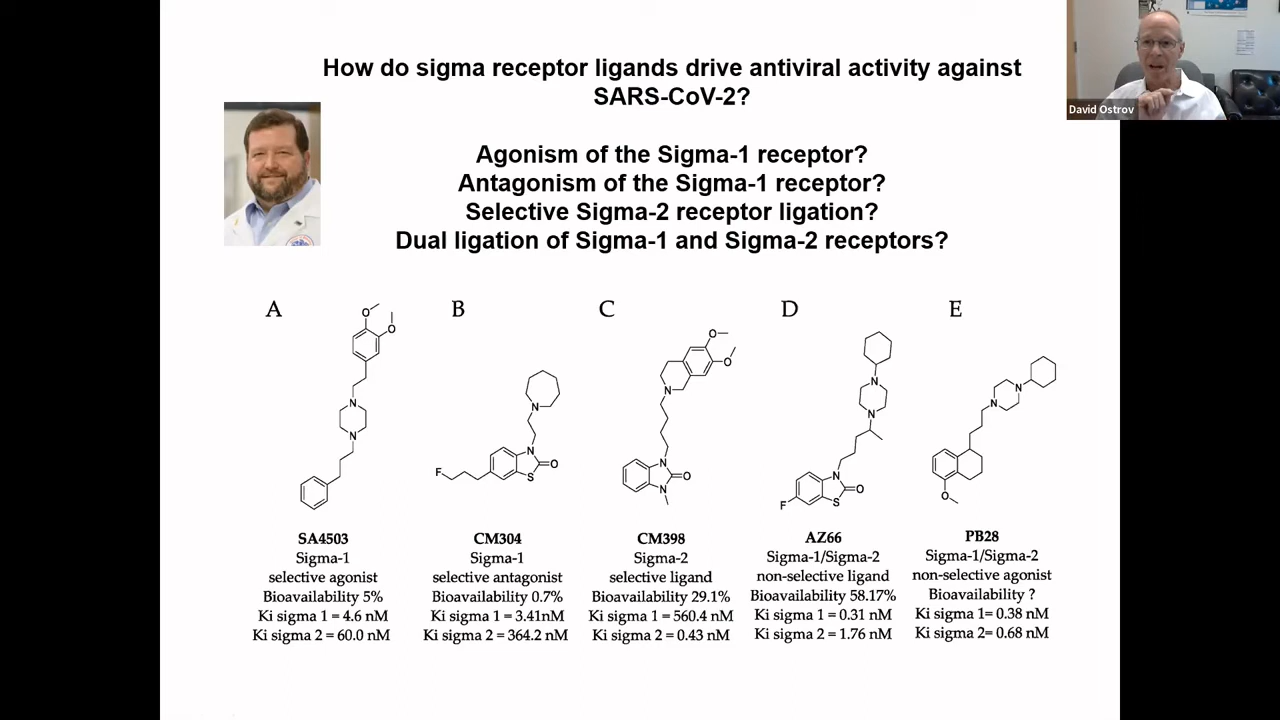 How do sigma receptor ligands drive antiviral activity against
SARS-CoV-2?
David Ostrov
Agonism of the Sigma-1 receptor?
Antagonism of the Sigma-1 receptor?
Selective Sigma-2 receptor ligation?
Dual ligation of Sigma-1 and Sigma-2 receptors?
A
B
C
D
E
O
O
N
N
N
N
O
S
F
O
O
N
N
O
N
N
N
N
O
S
F
N
N
O
SA4503
Sigma-1
selective agonist
Bioavailability 5%
Ki sigma 1 = 4.6 nM
Ki sigma 2 = 60.0 nM
CM304
Sigma-1
selective antagonist
Bioavailability 0.7%
Ki sigma 1 = 3.41nM
Ki sigma 2 = 364.2 nM
CM398
Sigma-2
selective ligand
Bioavailability 29.1%
Ki sigma 1 = 560.4 nM
Ki sigma 2 = 0.43 nM
AZ66
Sigma-1/Sigma-2
non-selective ligand
Bioavailability 58.17%
Ki sigma 1 = 0.31 nM
Ki sigma 2 = 1.76 nM
PB28
Sigma-1/Sigma-2
non-selective agonist
Bioavailability ?
Ki sigma 1= 0.38 nM
Ki sigma 2= 0.68 nM